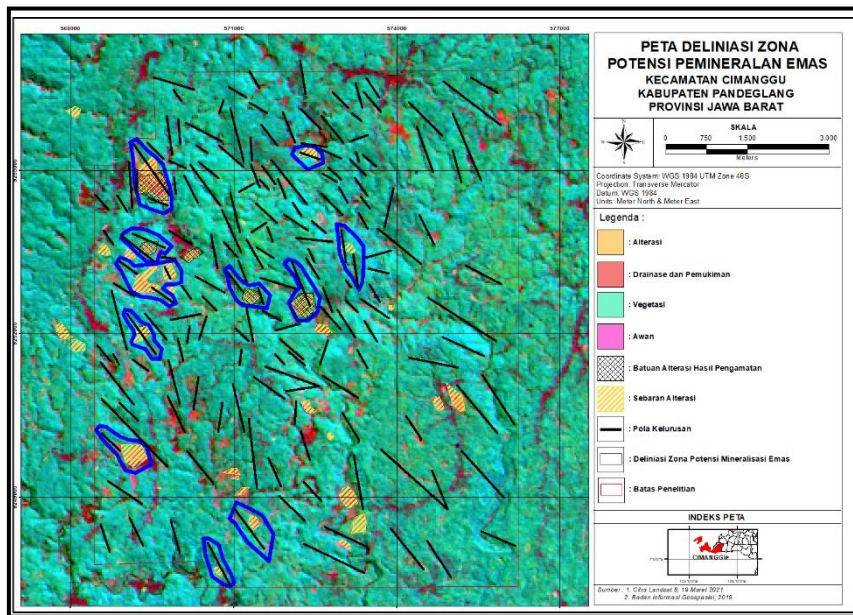 PETA DELINIASI ZONA
POTENSI PEMINERALAN EMAS
KECAMATAN CIMANGGU
KABUPATEN PANDEGLANG
PROVINSI JAWA BARAT
SKALA
0 750 1.500 3.000
Meters
Coordinate System: WGS 1984 UTM Zone 48S
Projection: Transverse Mercator
Datum: WGS 1984
Units: Meter North & Meter East
Legenda :
: Alterasi
: Drainase dan Pemukiman
: Vegetasi
: Awan
: Batuan Alterasi Hasil Pengamatan
: Sebaran Alterasi
: Pola Kelurusan
: Deliniasi Zona Potensi Mineralisasi Emas
: Batas Penelitian
INDEKS PETA
CIMANGGU
Sumber : 1. Citra Landsat 8, 19 Maret 2021
2. Badan Informasi Geospasial, 2016